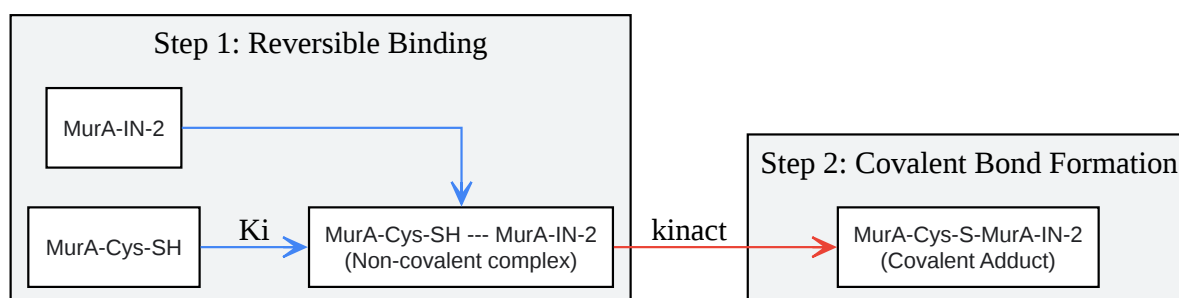 Step 1: Reversible Binding
MurA-IN-2
MurA-Cys-SH
Ki
MurA-Cys-SH --- MurA-IN-2
(Non-covalent complex)
kinact
Step 2: Covalent Bond Formation
MurA-Cys-S-MurA-IN-2
(Covalent Adduct)